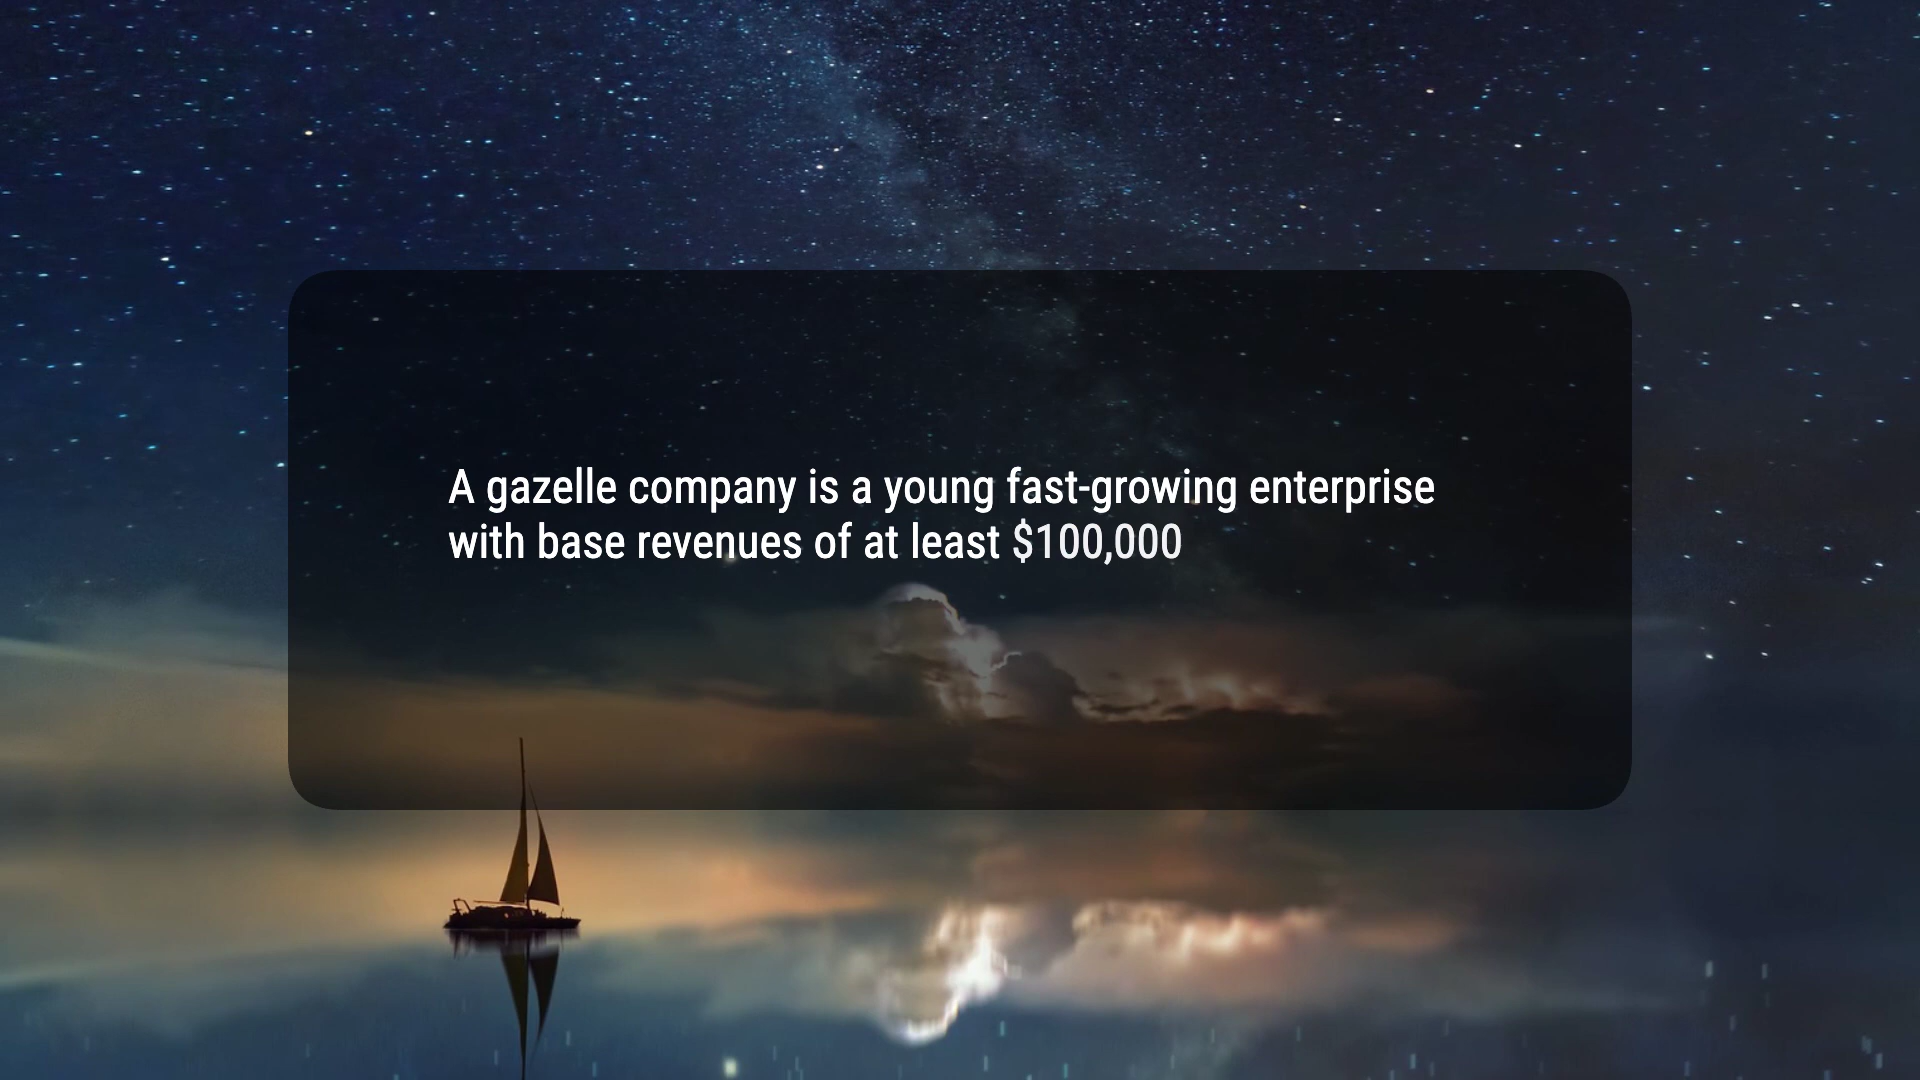 A gazelle company is a young fast-growing enterprise
with base revenues of at least $100,000